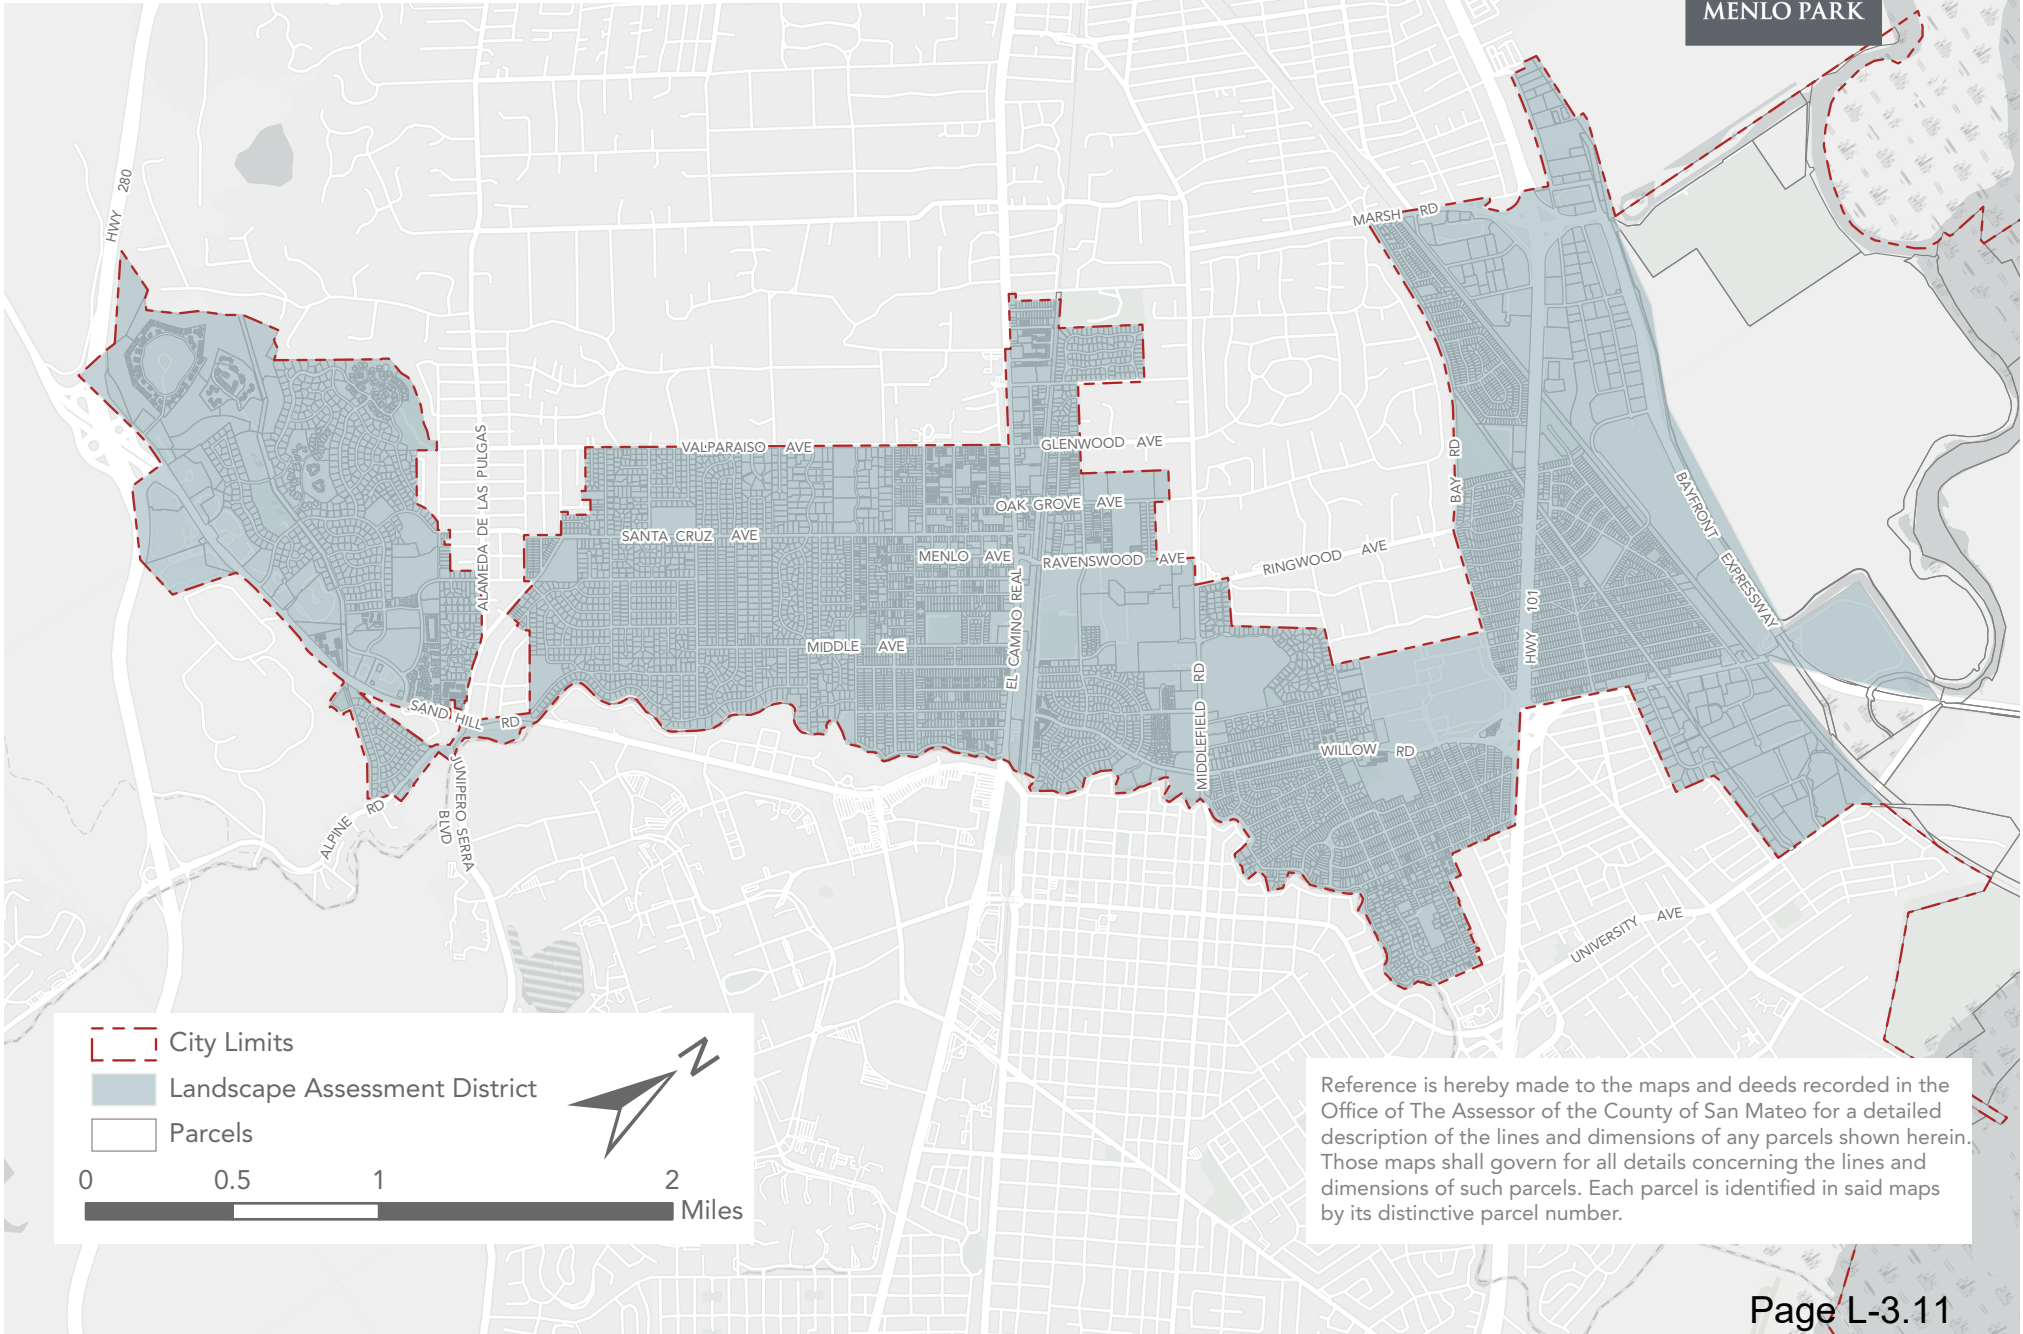 MENLO PARK
HWY 280
MARSH RD
VALPARAISO AVE
GLENWOOD AVE
ALAMEDA DE LAS PULGAS
BAY RD
OAK GROVE AVE
BAYFRONT EXPRESSWAY
SANTA CRUZ AVE
MENLO AVE
RAVENSWOOD AVE
RINGWOOD AVE
EL CAMINO REAL
HWY 101
MIDDLE AVE
MIDDLEFIELD RD
SAND HILL RD
WILLOW RD
JUNIPERO SERRA
BLVD
ALPINE RD
UNIVERSITY AVE
City Limits
Landscape Assessment District
Parcels
N
0 0.5 1 2
Miles
Reference is hereby made to the maps and deeds recorded in the
Office of The Assessor of the County of San Mateo for a detailed
description of the lines and dimensions of any parcels shown herein.
Those maps shall govern for all details concerning the lines and
dimensions of such parcels. Each parcel is identified in said maps
by its distinctive parcel number.
Page L-3.11